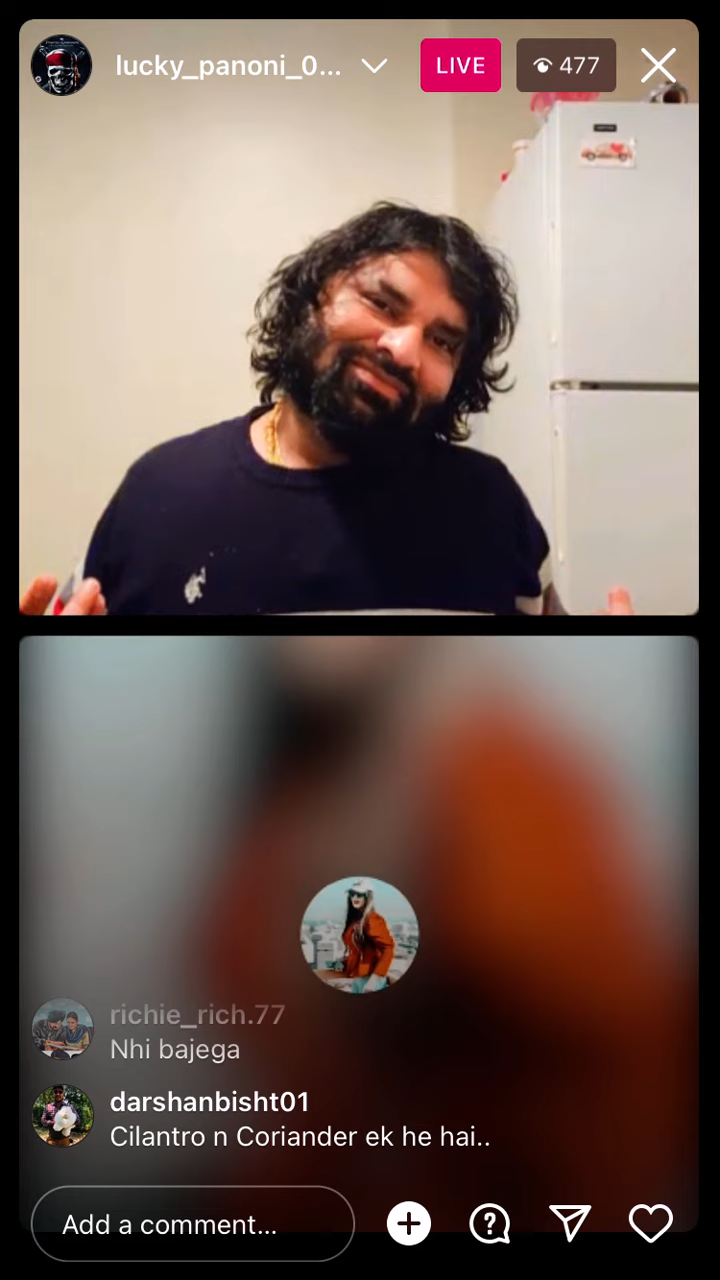 lucky_panoni_0...
LIVE
477
richie_rich.77
Nhi bajega
darshanbisht01
Cilantro n Coriander ek he hai..
Add a comment...